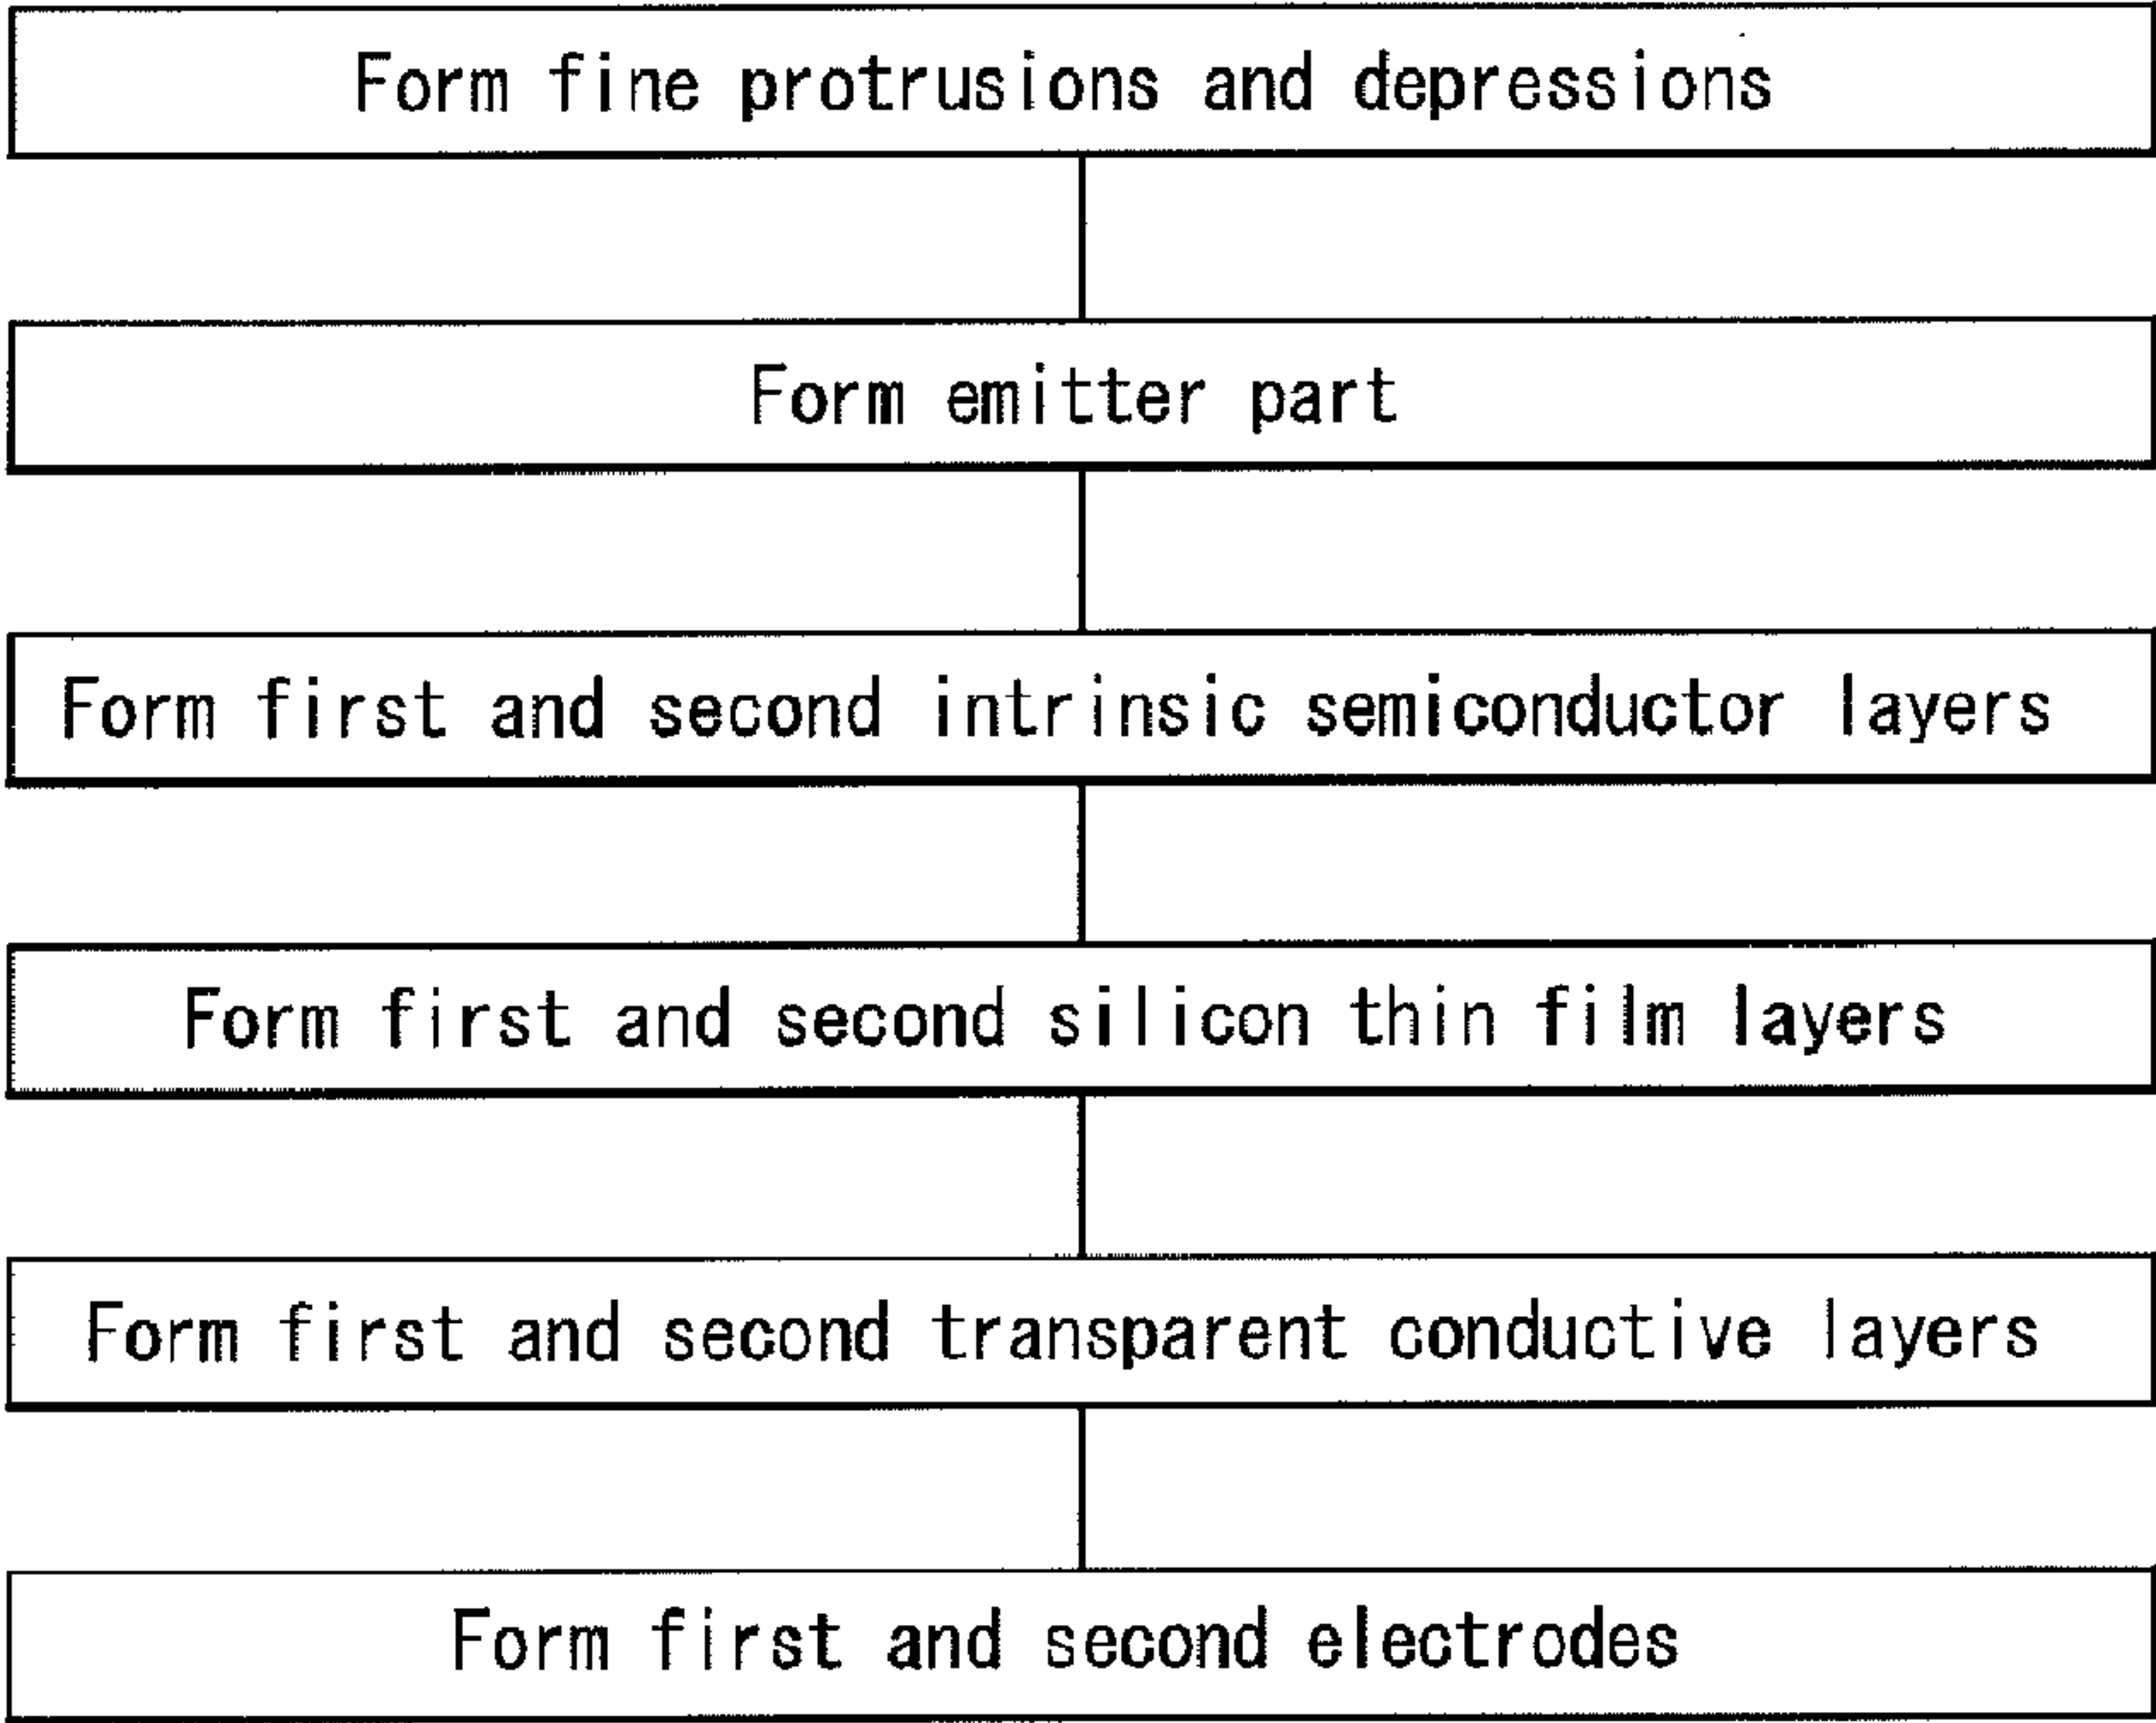 Form fine protrusions and depressions
Form emitter part
Form first and second intrinsic semiconductor layers
Form first and second silicon thin film layers
Form first and second transparent conductive layers
Form first and second electrodes